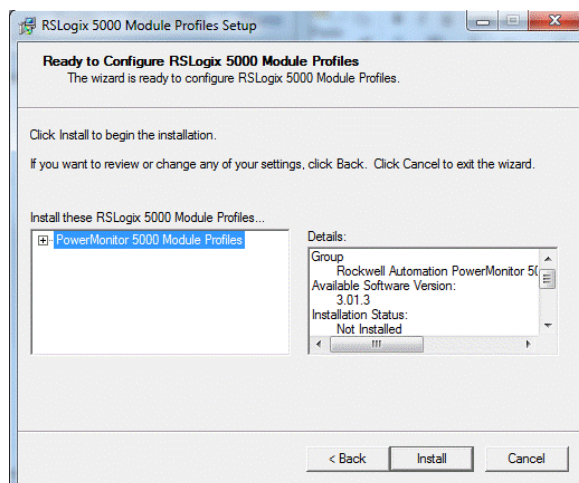 RSLogix 5000 Module Profiles Setup
Ready to Configure RSLogix 5000 Module Profiles
The wizard is ready to configure RSLogix 5000 Module Profiles.
Click Install to begin the installation.
If you want to review or change any of your settings, click Back. Click Cancel to exit the wizard.
Install these RSLogix 5000 Module Profiles...
PowerMonitor 5000 Module Profiles
Details:
Group
Rockwell Automation PowerMonitor 50
Available Software Version:
3.01.3
Installation Status:
Not Installed
< Back
Install
Cancel